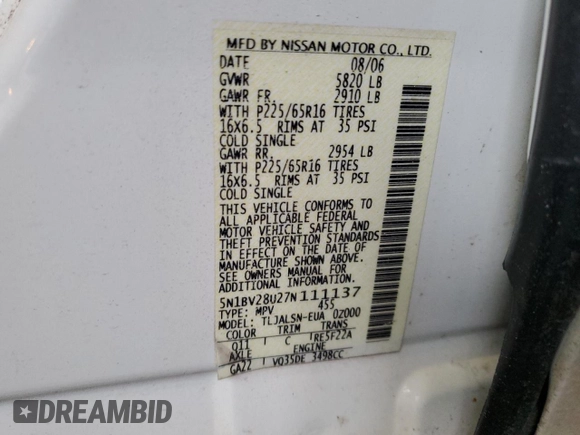 MFD BY NISSAN MOTOR CO., LTD.
DATE 08/06
GVWR 5820 LB
GAWR FR. 2910 LB
WITH P225/65R16 TIRES
16X6.5 RIMS AT 35 PSI
COLD SINGLE
GAWR RR. 2954 LB
WITH P225/65R16 TIRES
16X6.5 RIMS AT 35 PSI
COLD SINGLE
THIS VEHICLE CONFORMS TO
ALL APPLICABLE FEDERAL
MOTOR VEHICLE SAFETY AND
THEFT PREVENTION STANDARDS
IN EFFECT ON THE DATE OF
MANUFACTURE SHOWN ABOVE.
SEE OWNERS MANUAL FOR
ADDITIONAL INFORMATION.
5N1BV28U27N111137
TYPE: MPV 455
MODEL: TLJALSN-EUA 0Z000
COLOR TRIM TRANS
Q11 C RE5F22A
AXLE ENGINE
GA22 VQ35DE 3498CC
DREAMBID